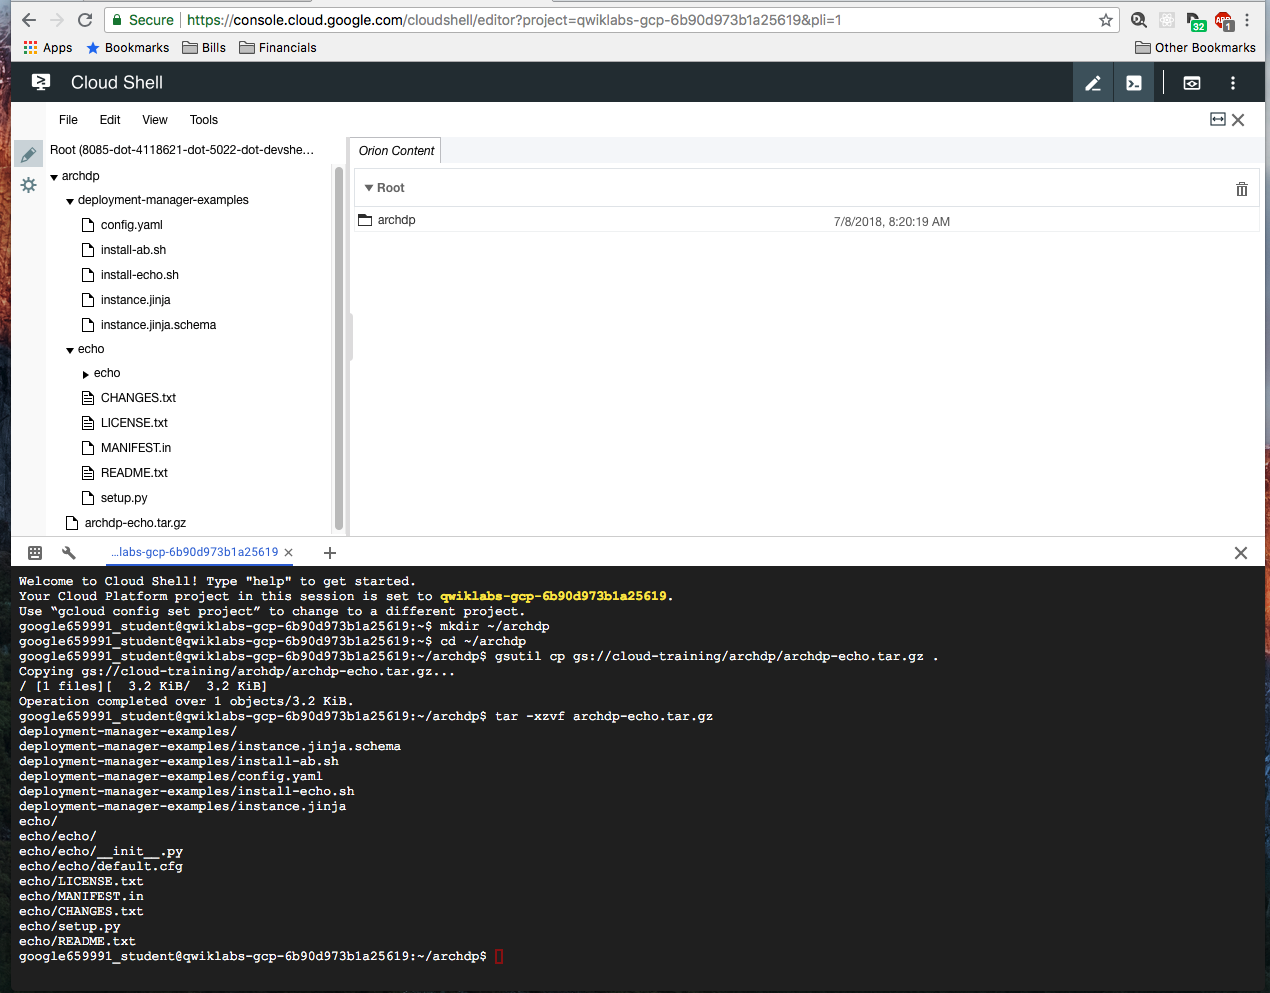 Secure https://console.cloud.google.com/cloudshell/editor?project=qwiklabs-gcp-6b90d973b1a25619&pli=1
32
1
Apps Bookmarks Bills Financials Other Bookmarks
Cloud Shell
File Edit View Tools
Root (8085-dot-4118621-dot-5022-dot-devshe...
Orion Content
archdp
Root
deployment-manager-examples
archdp 7/8/2018, 8:20:19 AM
config.yaml
install-ab.sh
install-echo.sh
instance.jinja
instance.jinja.schema
echo
echo
CHANGES.txt
LICENSE.txt
MANIFEST.in
README.txt
setup.py
archdp-echo.tar.gz
...labs-gcp-6b90d973b1a25619
Welcome to Cloud Shell! Type "help" to get started.
Your Cloud Platform project in this session is set to qwiklabs-gcp-6b90d973b1a25619.
Use “gcloud config set project” to change to a different project.
google659991_student@qwiklabs-gcp-6b90d973b1a25619:~$ mkdir ~/archdp
google659991_student@qwiklabs-gcp-6b90d973b1a25619:~$ cd ~/archdp
google659991_student@qwiklabs-gcp-6b90d973b1a25619:~/archdp$ gsutil cp gs://cloud-training/archdp/archdp-echo.tar.gz .
Copying gs://cloud-training/archdp/archdp-echo.tar.gz...
/ [1 files][  3.2 KiB/  3.2 KiB]
Operation completed over 1 objects/3.2 KiB.
google659991_student@qwiklabs-gcp-6b90d973b1a25619:~/archdp$ tar -xzvf archdp-echo.tar.gz
deployment-manager-examples/
deployment-manager-examples/instance.jinja.schema
deployment-manager-examples/install-ab.sh
deployment-manager-examples/config.yaml
deployment-manager-examples/install-echo.sh
deployment-manager-examples/instance.jinja
echo/
echo/echo/
echo/echo/__init__.py
echo/echo/default.cfg
echo/LICENSE.txt
echo/MANIFEST.in
echo/CHANGES.txt
echo/setup.py
echo/README.txt
google659991_student@qwiklabs-gcp-6b90d973b1a25619:~/archdp$